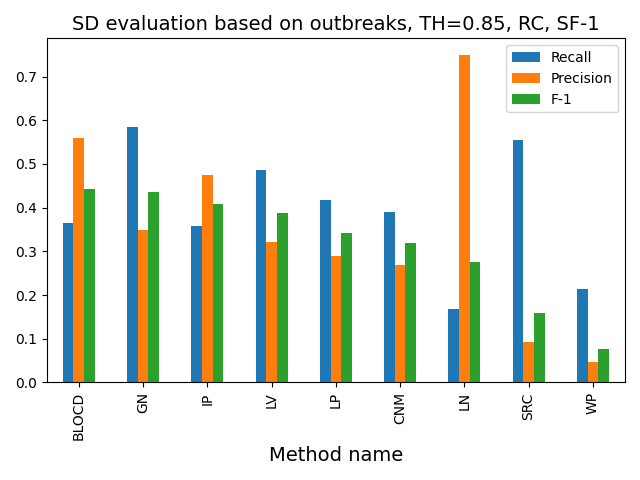 SD evaluation based on outbreaks, TH=0.85, RC, SF-1
Recall
Precision
F-1
0.7
0.6
0.5
0.4
0.3
0.2
0.1
0.0
BLOCD
GN
IP
LV
LP
CNM
LN
SRC
WP
Method name